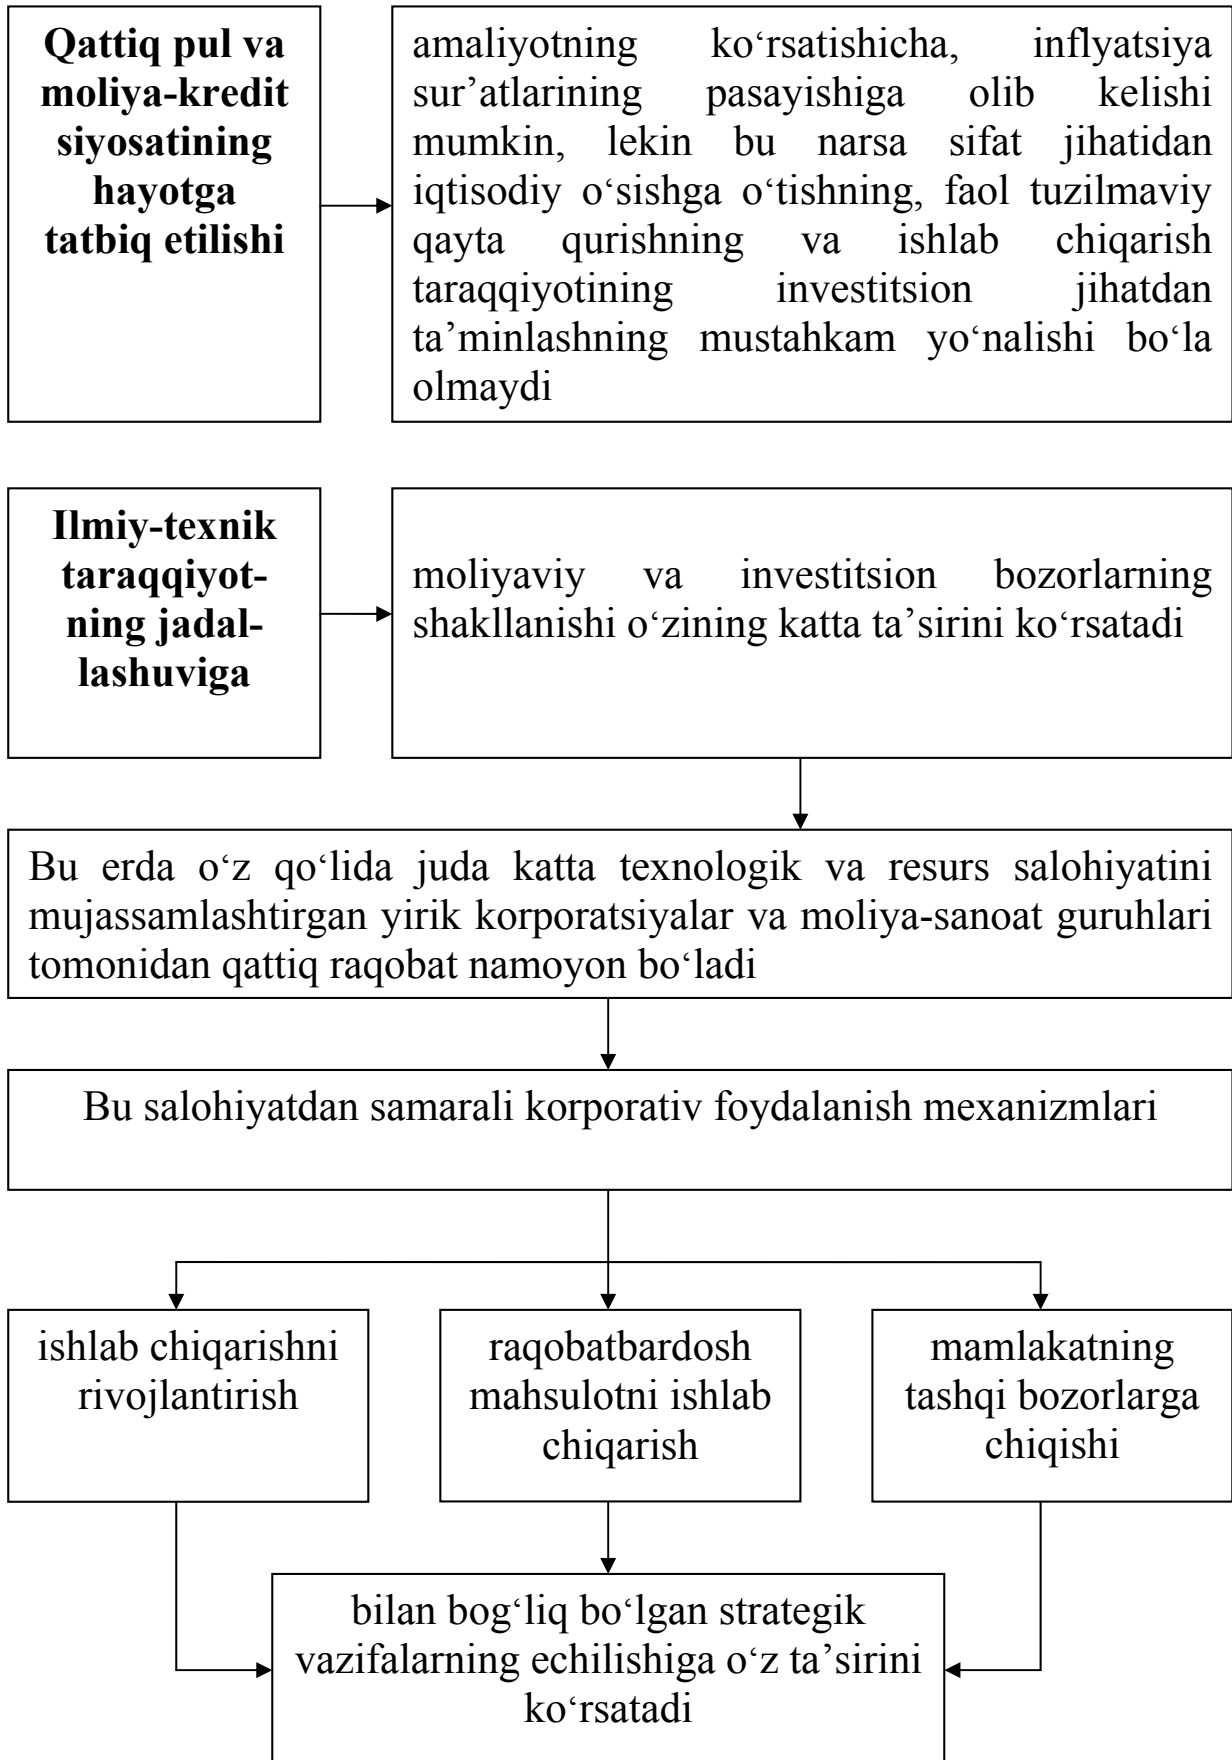 Qattiq pul va
moliya-kredit
siyosatining
hayotga
tatbiq etilishi
amaliyotning ko‘rsatishicha, inflyatsiya
sur’atlarining pasayishiga olib kelishi
mumkin, lekin bu narsa sifat jihatidan
iqtisodiy o‘sishga o‘tishning, faol tuzilmaviy
qayta qurishning va ishlab chiqarish
taraqqiyotining investitsion jihatdan
ta’minlashning mustahkam yo‘nalishi bo‘la
olmaydi
Ilmiy-texnik
taraqqiyot-
ning jadal-
lashuviga
moliyaviy va investitsion bozorlarning
shakllanishi o‘zining katta ta’sirini ko‘rsatadi
Bu erda o‘z qo‘lida juda katta texnologik va resurs salohiyatini
mujassamlashtirgan yirik korporatsiyalar va moliya-sanoat guruhlari
tomonidan qattiq raqobat namoyon bo‘ladi
Bu salohiyatdan samarali korporativ foydalanish mexanizmlari
ishlab chiqarishni
rivojlantirish
raqobatbardosh
mahsulotni ishlab
chiqarish
mamlakatning
tashqi bozorlarga
chiqishi
bilan bog‘liq bo‘lgan strategik
vazifalarning echilishiga o‘z ta’sirini
ko‘rsatadi